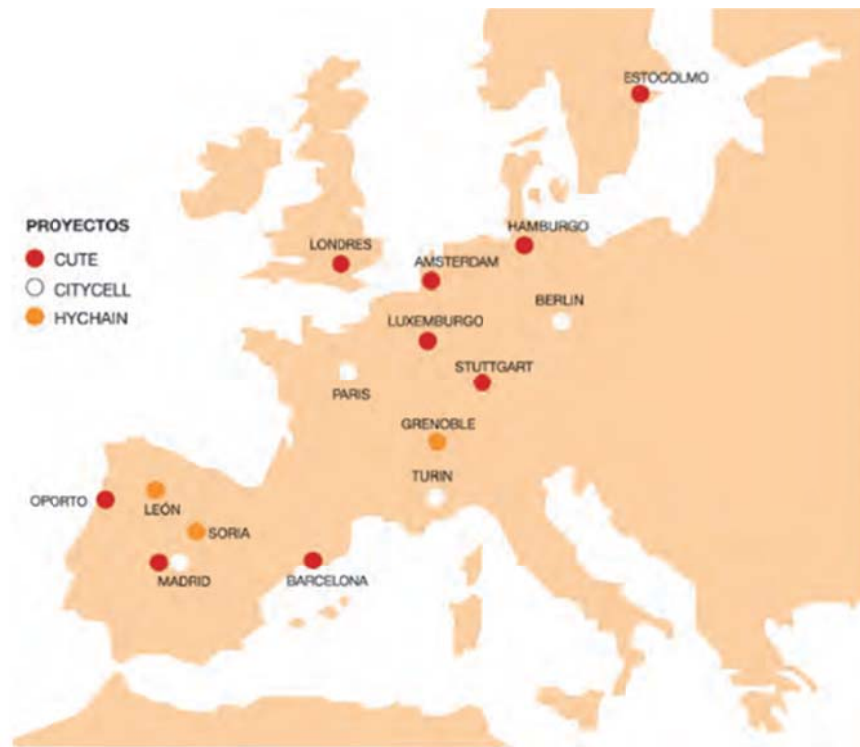 ESTOCOLMO
PROYECTOS
CUTE
CITYCELL
HYCHAIN
HAMBURGO
LONDRES
AMSTERDAM
BERLIN
LUXEMBURGO
STUTTGART
PARIS
GRENOBLE
TURIN
OPORTO
LEÓN
SORIA
MADRID
BARCELONA